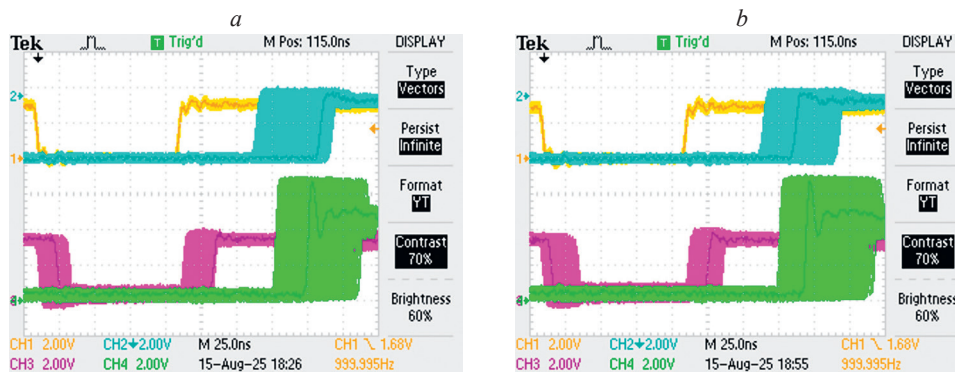 a
Tek T Trig'd M Pos: 115.0ns DISPLAY
Type
Vectors
Persist
Infinite
Format
YT
Contrast
70%
Brightness
60%
2
1
CH1 2.00V CH2 2.00V M 25.0ns CH1 1.68V
CH3 2.00V CH4 2.00V 15-Aug-25 18:26 999.995Hz
b
Tek T Trig'd M Pos: 115.0ns DISPLAY
Type
Vectors
Persist
Infinite
Format
YT
Contrast
70%
Brightness
60%
2
1
CH1 2.00V CH2 2.00V M 25.0ns CH1 1.68V
CH3 2.00V CH4 2.00V 15-Aug-25 18:55 999.995Hz